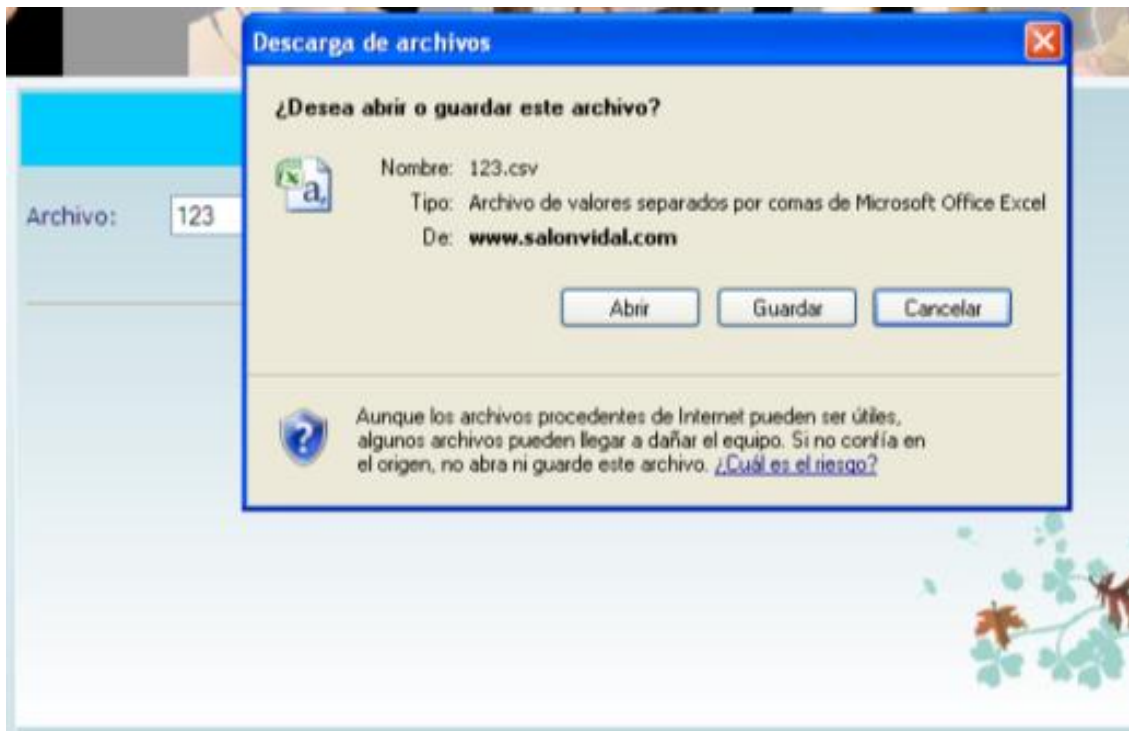 Descarga de archivos
¿Desea abrir o guardar este archivo?
Nombre: 123.csv
Tipo: Archivo de valores separados por comas de Microsoft Office Excel
De: www.salonvidal.com
Archivo: 123
Abrir Guardar Cancelar
Aunque los archivos procedentes de Internet pueden ser útiles,
algunos archivos pueden llegar a dañar el equipo. Si no confía en
el origen, no abra ni guarde este archivo. ¿Cuál es el riesgo?